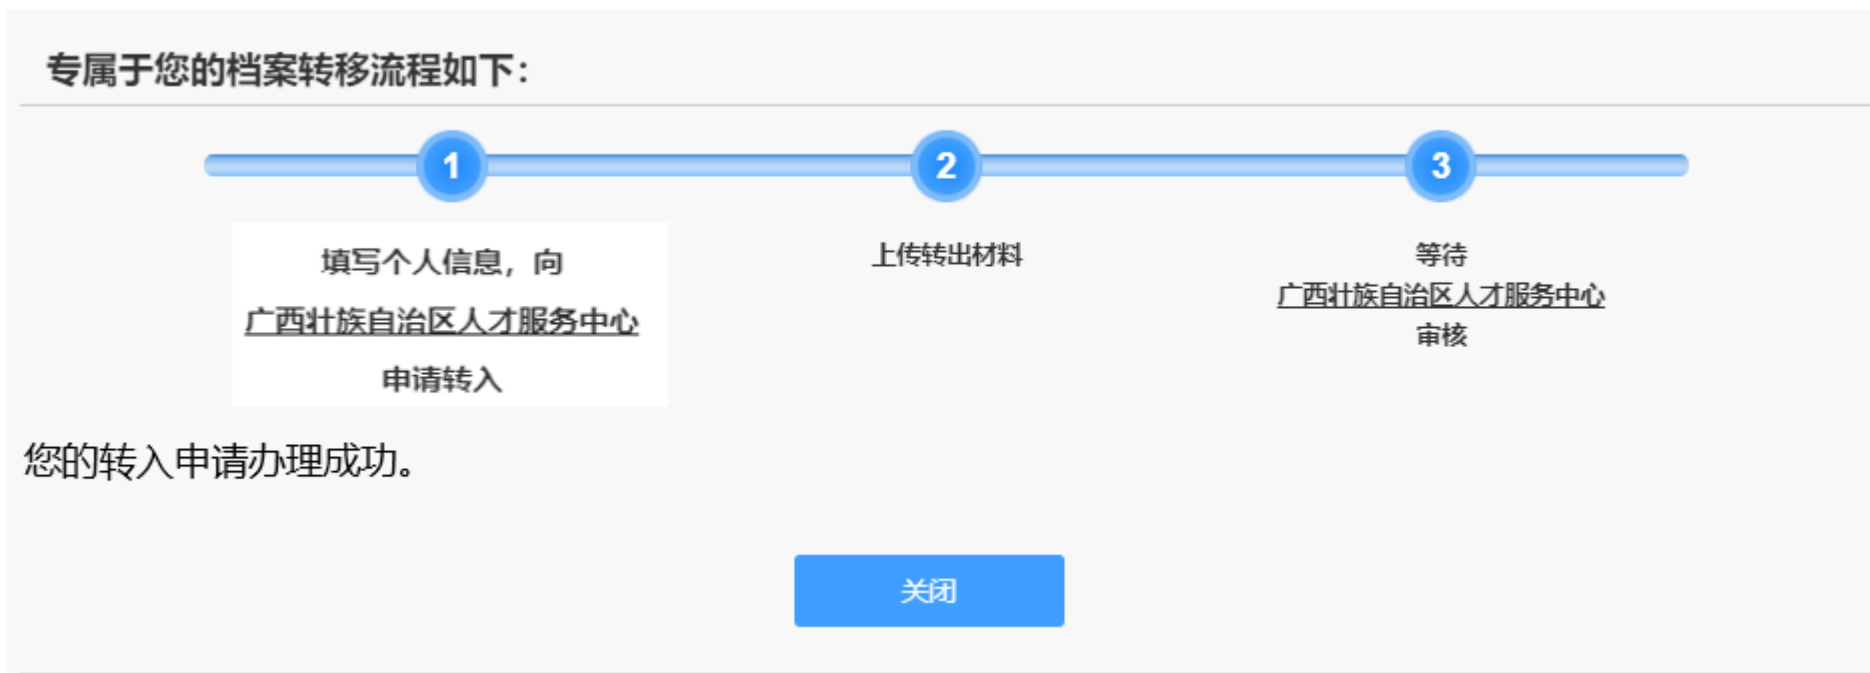 专属于您的档案转移流程如下：
1
2
3
填写个人信息，向
广西壮族自治区人才服务中心
申请转入
上传转出材料
等待
广西壮族自治区人才服务中心
审核
您的转入申请办理成功。
关闭